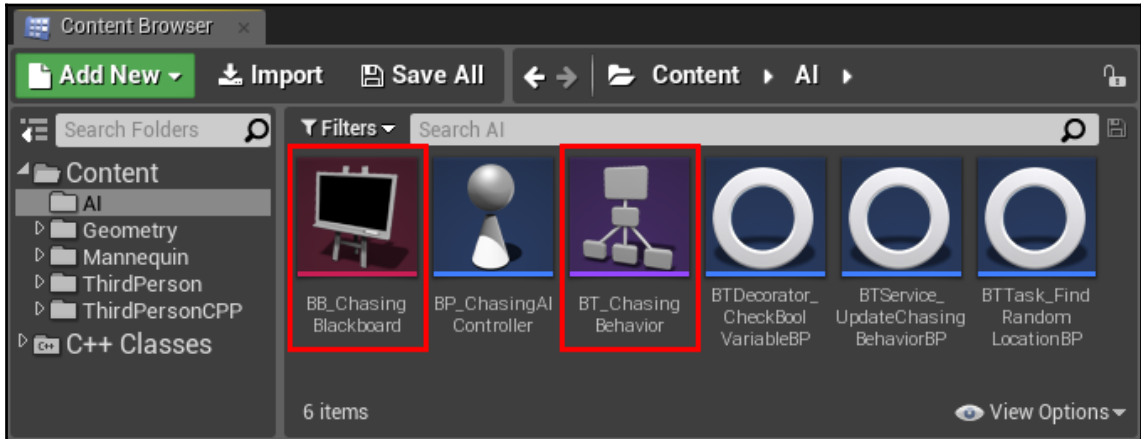 Content Browser
Add New Import Save All Content AI
Search Folders Filters Search AI
Content
AI
Geometry
Mannequin
ThirdPerson
ThirdPersonCPP
C++ C++ Classes
BB_Chasing
Blackboard
BP_ChasingAI
Controller
BT_Chasing
Behavior
BTDecorator_
CheckBool
VariableBP
BTService_
UpdateChasing
BehaviorBP
BTTask_Find
Random
LocationBP
6 items View Options